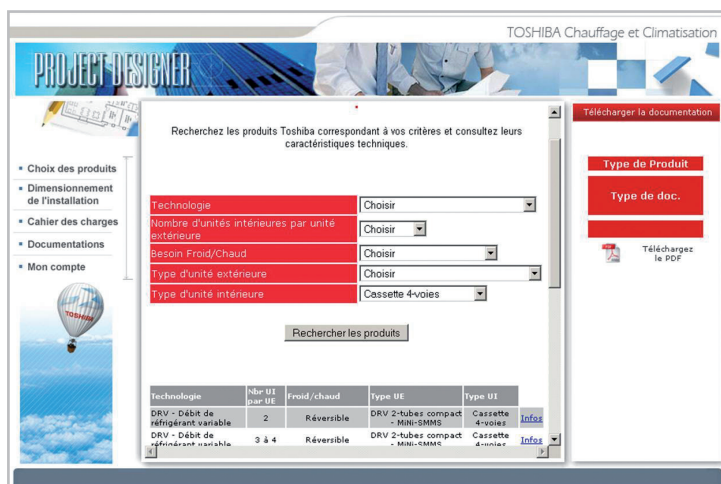 TOSHIBA Chauffage et Climatisation
PROJECT DESIGNER
Choix des produits
Dimensionnement
de l'installation
Cahier des charges
Documentations
Mon compte
TOSHIBA
Recherchez les produits Toshiba correspondant à vos critères et consultez leurs
caractéristiques techniques.
Technologie Choisir
Nombre d'unités intérieures par unité
extérieure Choisir
Besoin Froid/Chaud Choisir
Type d'unité extérieure Choisir
Type d'unité intérieure Cassette 4-voies
Rechercher les produits
Technologie Nbr UI par UE Froid/chaud Type UE Type UI
DRV - Débit de réfrigérant variable 2 Réversible DRV 2-tubes compact - MiNi-SMMS Cassette 4-voies Infos
DRV - Débit de réfrigérant variable 3 à 4 Réversible DRV 2-tubes compact - MiNi-SMMS Cassette 4-voies Infos
Télécharger la documentation
Type de Produit
Type de doc.
Téléchargez
le PDF